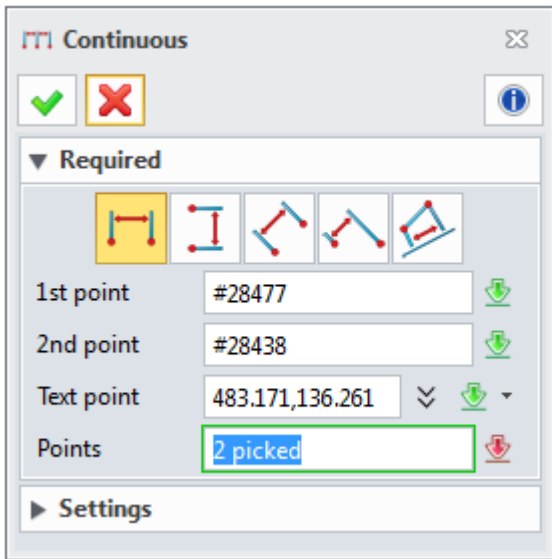 Continuous
Required
1st point #28477
2nd point #28438
Text point 483.171,136.261
Points 2 picked
Settings